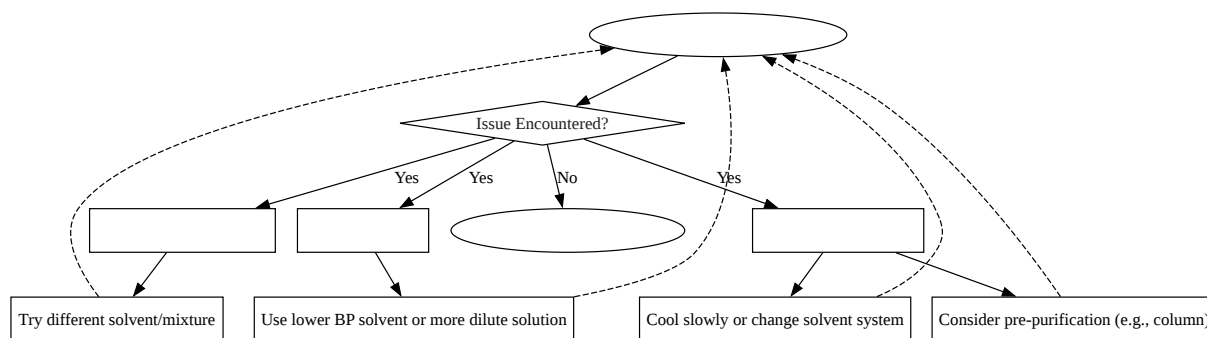 Issue Encountered?
Yes
Yes
No
Yes
Try different solvent/mixture
Use lower BP solvent or more dilute solution
Cool slowly or change solvent system
Consider pre-purification (e.g., column)